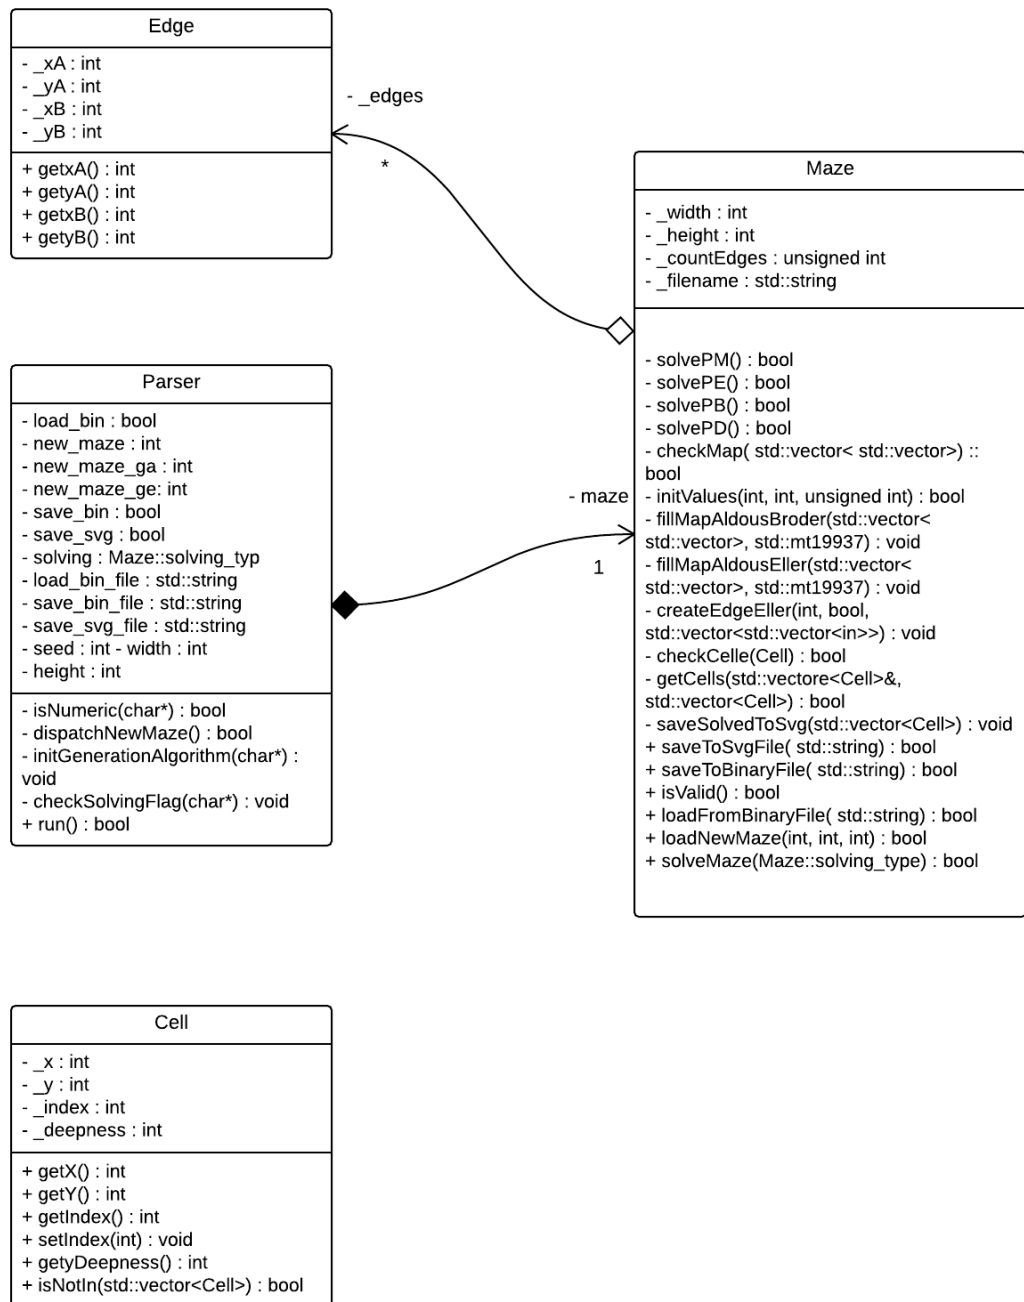 Edge
- _xA : int
- _yA : int
- _xB : int
- _yB : int
+ getxA() : int
+ getyA() : int
+ getxB() : int
+ getyB() : int
- _edges
*
Maze
- _width : int
- _height : int
- _countEdges : unsigned int
- _filename : std::string
- solvePM() : bool
- solvePE() : bool
- solvePB() : bool
- solvePD() : bool
- checkMap( std::vector< std::vector>) ::
bool
- initValues(int, int, unsigned int) : bool
- fillMapAldousBroder(std::vector<
std::vector>, std::mt19937) : void
- fillMapAldousEller(std::vector<
std::vector>, std::mt19937) : void
- createEdgeEller(int, bool,
std::vector<std::vector<in>>) : void
- checkCelle(Cell) : bool
- getCells(std::vectore<Cell>&,
std::vector<Cell>) : bool
- saveSolvedToSvg(std::vector<Cell>) : void
+ saveToSvgFile( std::string) : bool
+ saveToBinaryFile( std::string) : bool
+ isValid() : bool
+ loadFromBinaryFile( std::string) : bool
+ loadNewMaze(int, int, int) : bool
+ solveMaze(Maze::solving_type) : bool
Parser
- load_bin : bool
- new_maze : int
- new_maze_ga : int
- new_maze_ge: int
- save_bin : bool
- save_svg : bool
- solving : Maze::solving_typ
- load_bin_file : std::string
- save_bin_file : std::string
- save_svg_file : std::string
- seed : int - width : int
- height : int
- isNumeric(char*) : bool
- dispatchNewMaze() : bool
- initGenerationAlgorithm(char*) :
void
- checkSolvingFlag(char*) : void
+ run() : bool
- maze
1
Cell
- _x : int
- _y : int
- _index : int
- _deepness : int
+ getX() : int
+ getY() : int
+ getIndex() : int
+ setIndex(int) : void
+ getyDeepness() : int
+ isNotIn(std::vector<Cell>) : bool